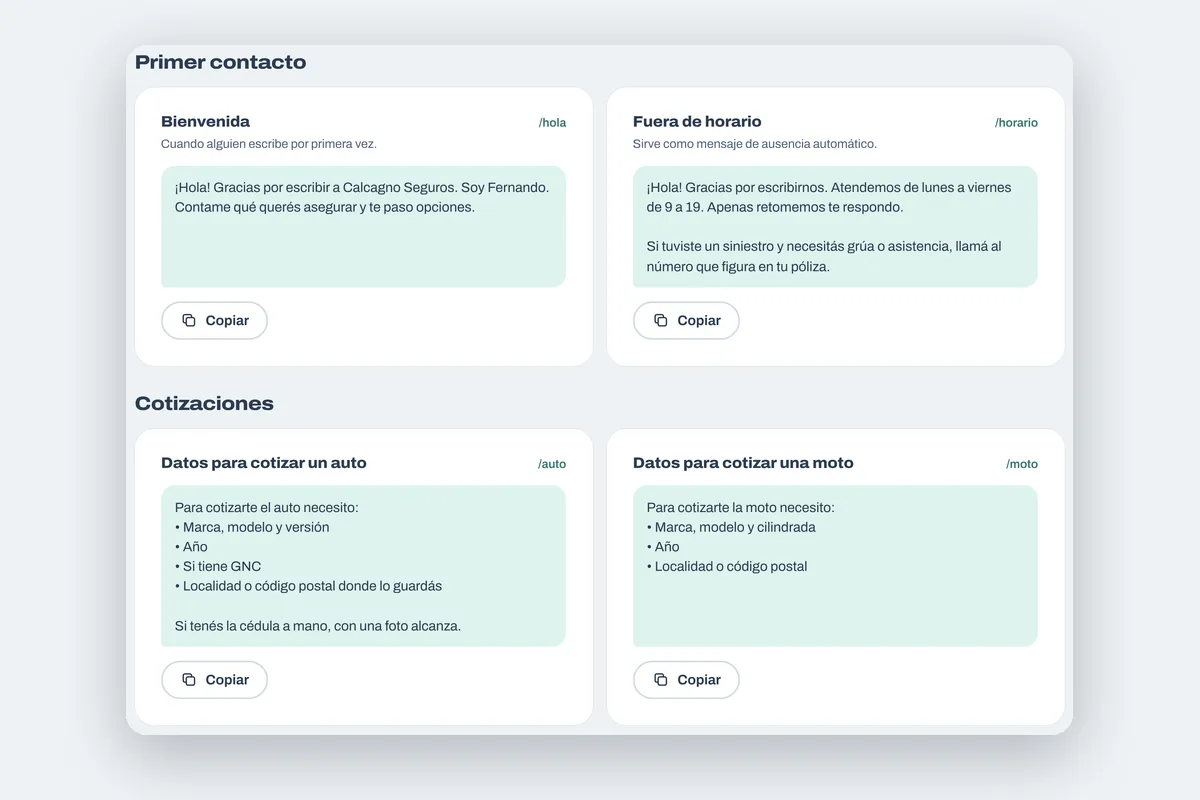 Primer contacto
Bienvenida
/hola
Cuando alguien escribe por primera vez.
¡Hola! Gracias por escribir a Calcagno Seguros. Soy Fernando.
Contame qué querés asegurar y te paso opciones.
Copiar
Fuera de horario
/horario
Sirve como mensaje de ausencia automático.
¡Hola! Gracias por escribirnos. Atendemos de lunes a viernes
de 9 a 19. Apenas retomemos te respondo.
Si tuviste un siniestro y necesitás grúa o asistencia, llamá al
número que figura en tu póliza.
Copiar
Cotizaciones
Datos para cotizar un auto
/auto
Para cotizarte el auto necesito:
• Marca, modelo y versión
• Año
• Si tiene GNC
• Localidad o código postal donde lo guardás
Si tenés la cédula a mano, con una foto alcanza.
Copiar
Datos para cotizar una moto
/moto
Para cotizarte la moto necesito:
• Marca, modelo y cilindrada
• Año
• Localidad o código postal
Copiar